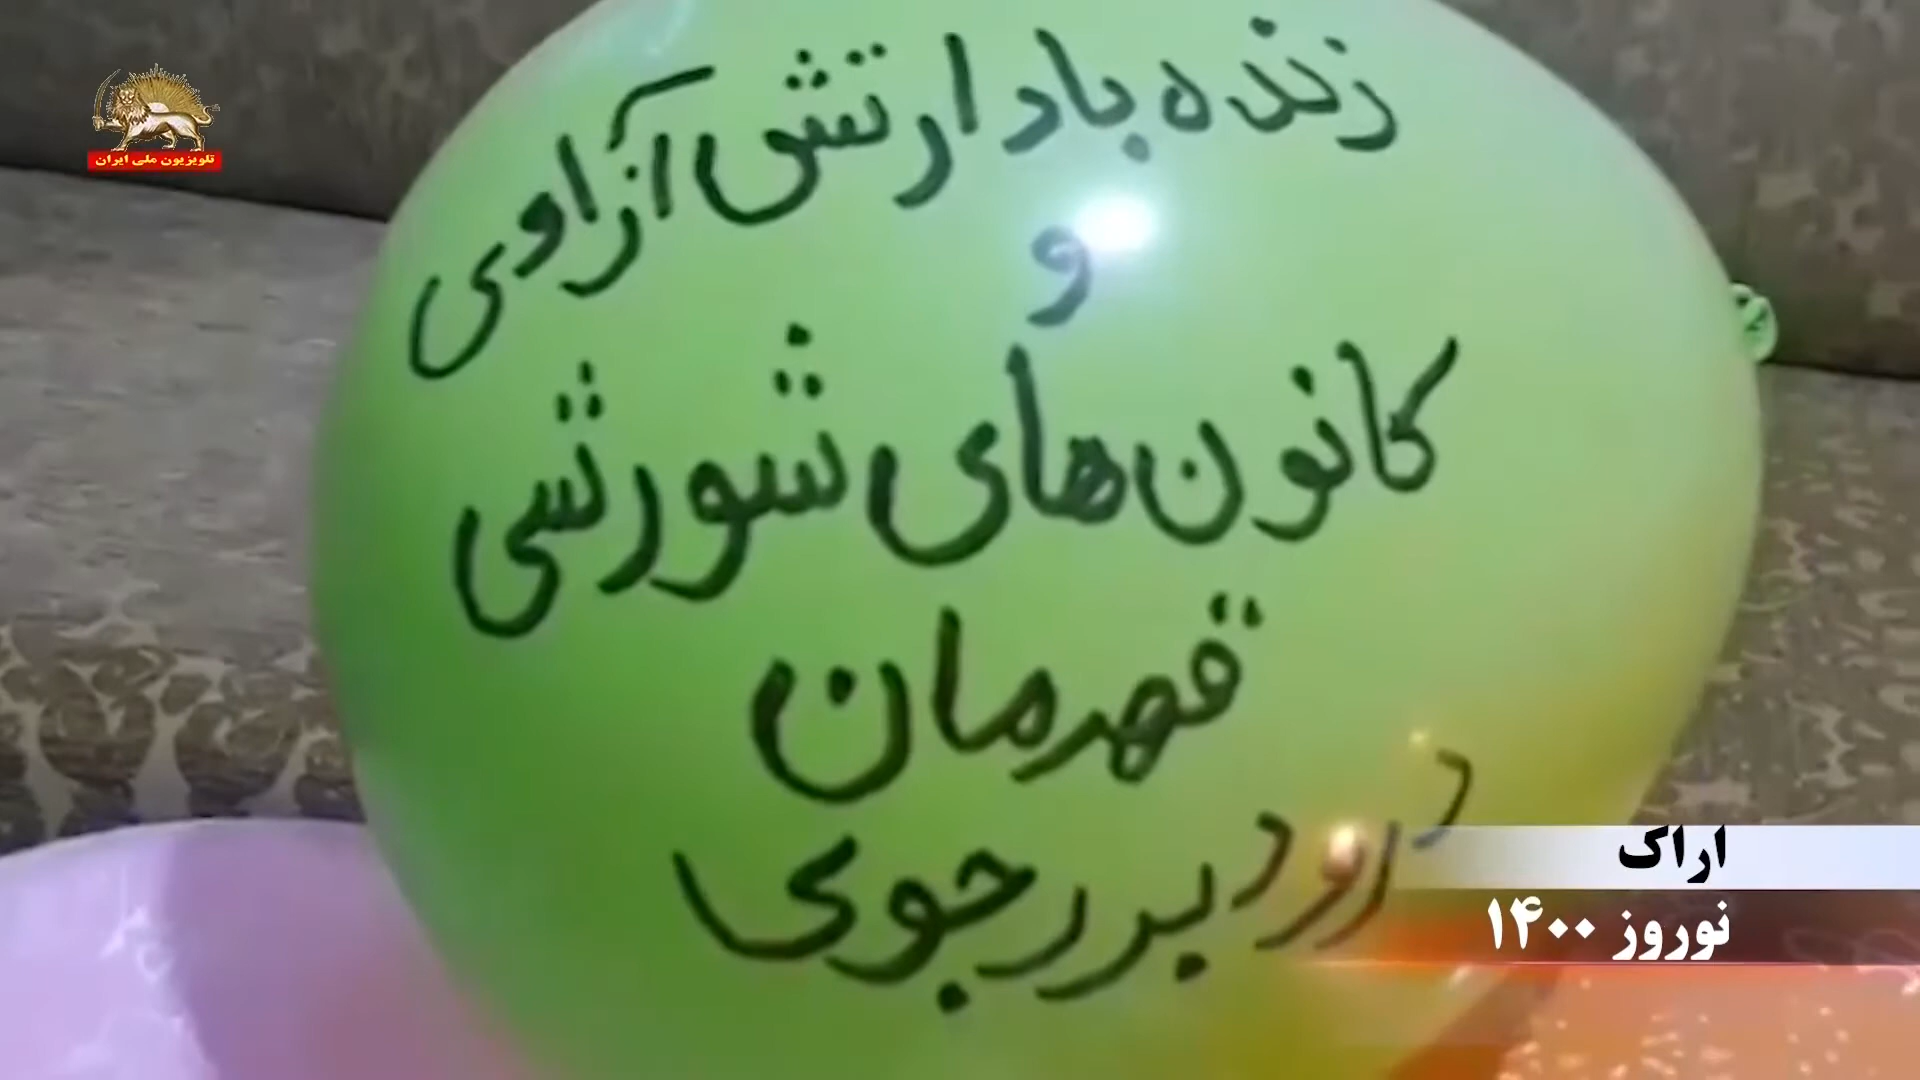 تلویزیون ملی ایران
زنده باد ارتش آزادی
و
کانون‌های شورشی
قهرمان
درود بر رجوی
اراک
نوروز ۱۴۰۰